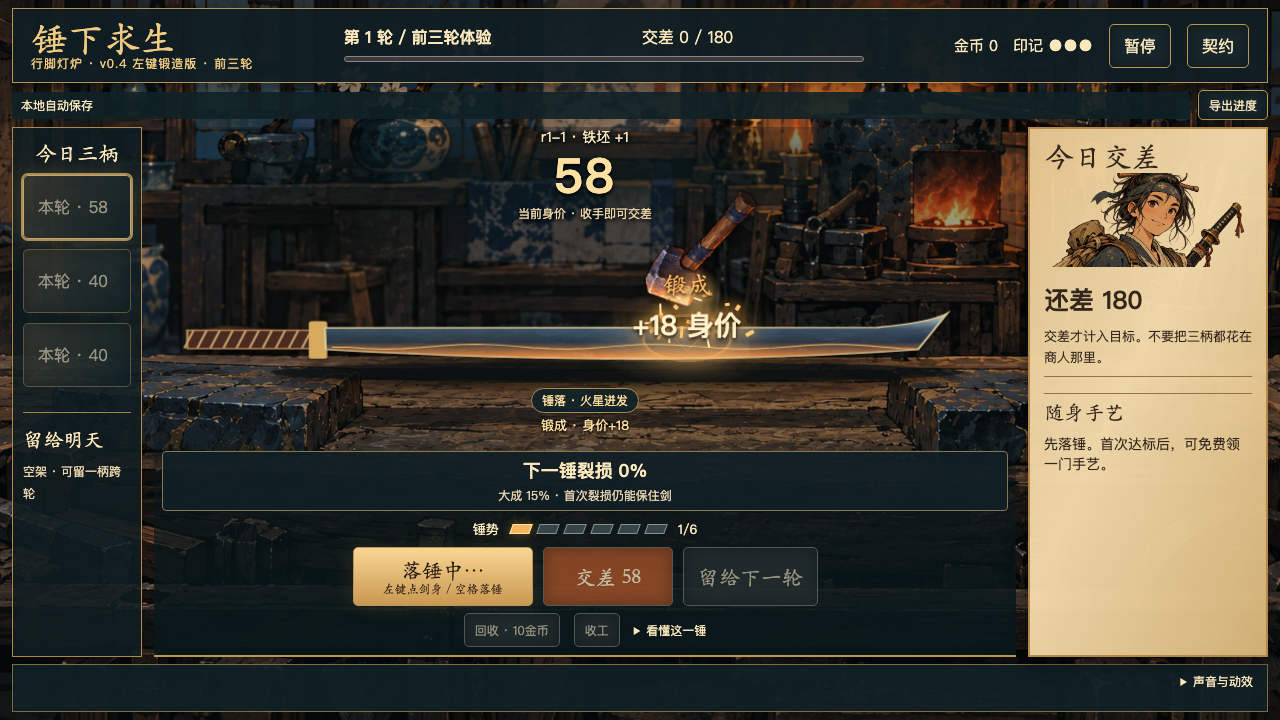 锤下求生
行脚灯炉 · v0.4 左键锻造版 · 前三轮
第 1 轮 / 前三轮体验
交差 0 / 180
金币 0
印记
暂停
契约
本地自动保存
导出进度
今日三柄
本轮 · 58
本轮 · 40
本轮 · 40
留给明天
空架 · 可留一柄跨
轮
r1–1 · 铁坯 +1
58
当前身价 · 收手即可交差
锻成
+18 身价
锤落 · 火星迸发
锻成 · 身价+18
下一锤裂损 0%
大成 15% · 首次裂损仍能保住剑
锤势
1/6
落锤中···
左键点剑身 / 空格落锤
交差 58
留给下一轮
回收 · 10金币
收工
▶ 看懂这一锤
今日交差
还差 180
交差才计入目标。不要把三柄都花在
商人那里。
随身手艺
先落锤。首次达标后，可免费领
一门手艺。
▶ 声音与动效